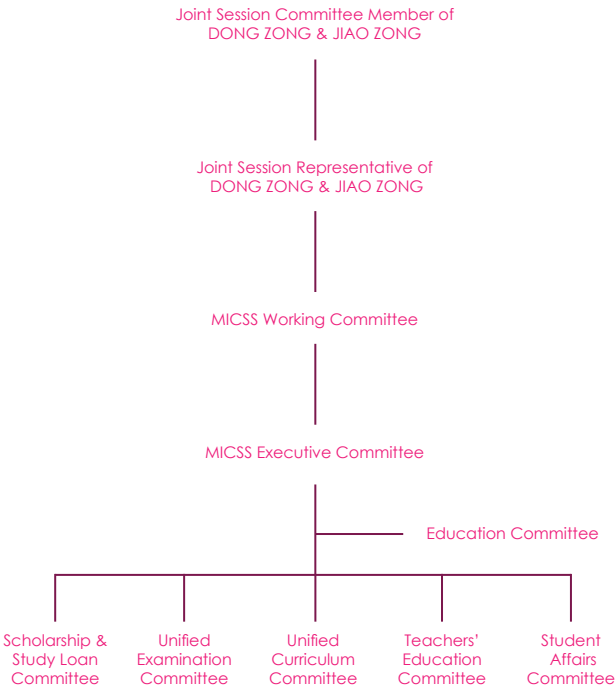 Joint Session Committee Member of
DONG ZONG & JIAO ZONG
Joint Session Representative of
DONG ZONG & JIAO ZONG
MICSS Working Committee
MICSS Executive Committee
Education Committee
Scholarship &
Study Loan
Committee
Unified
Examination
Committee
Unified
Curriculum
Committee
Teachers’
Education
Committee
Student
Affairs
Committee